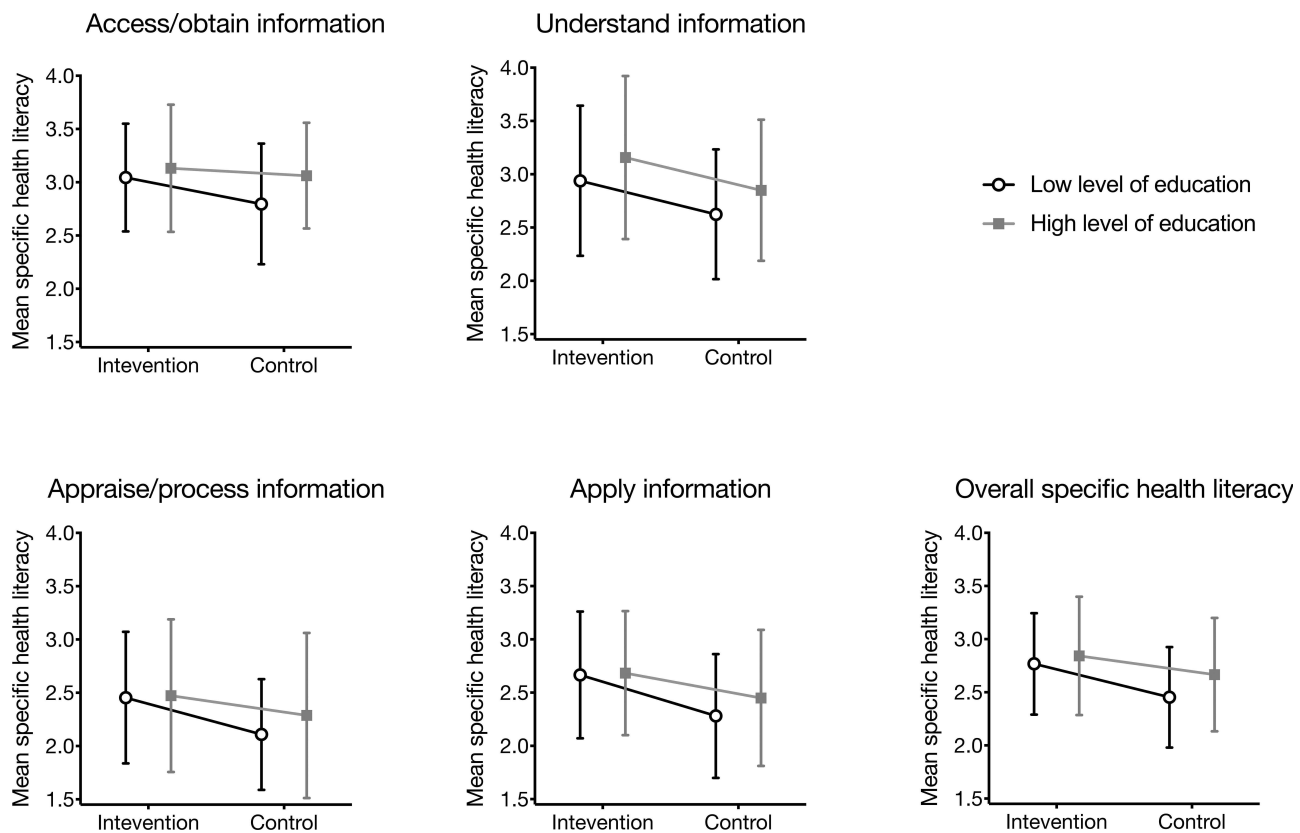 Access/obtain information
Mean specific health literacy
4.0
3.5
3.0
2.5
2.0
1.5
Intevention
Control
Understand information
Mean specific health literacy
4.0
3.5
3.0
2.5
2.0
1.5
Intevention
Control
Low level of education
High level of education
Appraise/process information
Mean specific health literacy
4.0
3.5
3.0
2.5
2.0
1.5
Intevention
Control
Apply information
Mean specific health literacy
4.0
3.5
3.0
2.5
2.0
1.5
Intevention
Control
Overall specific health literacy
Mean specific health literacy
4.0
3.5
3.0
2.5
2.0
1.5
Intevention
Control